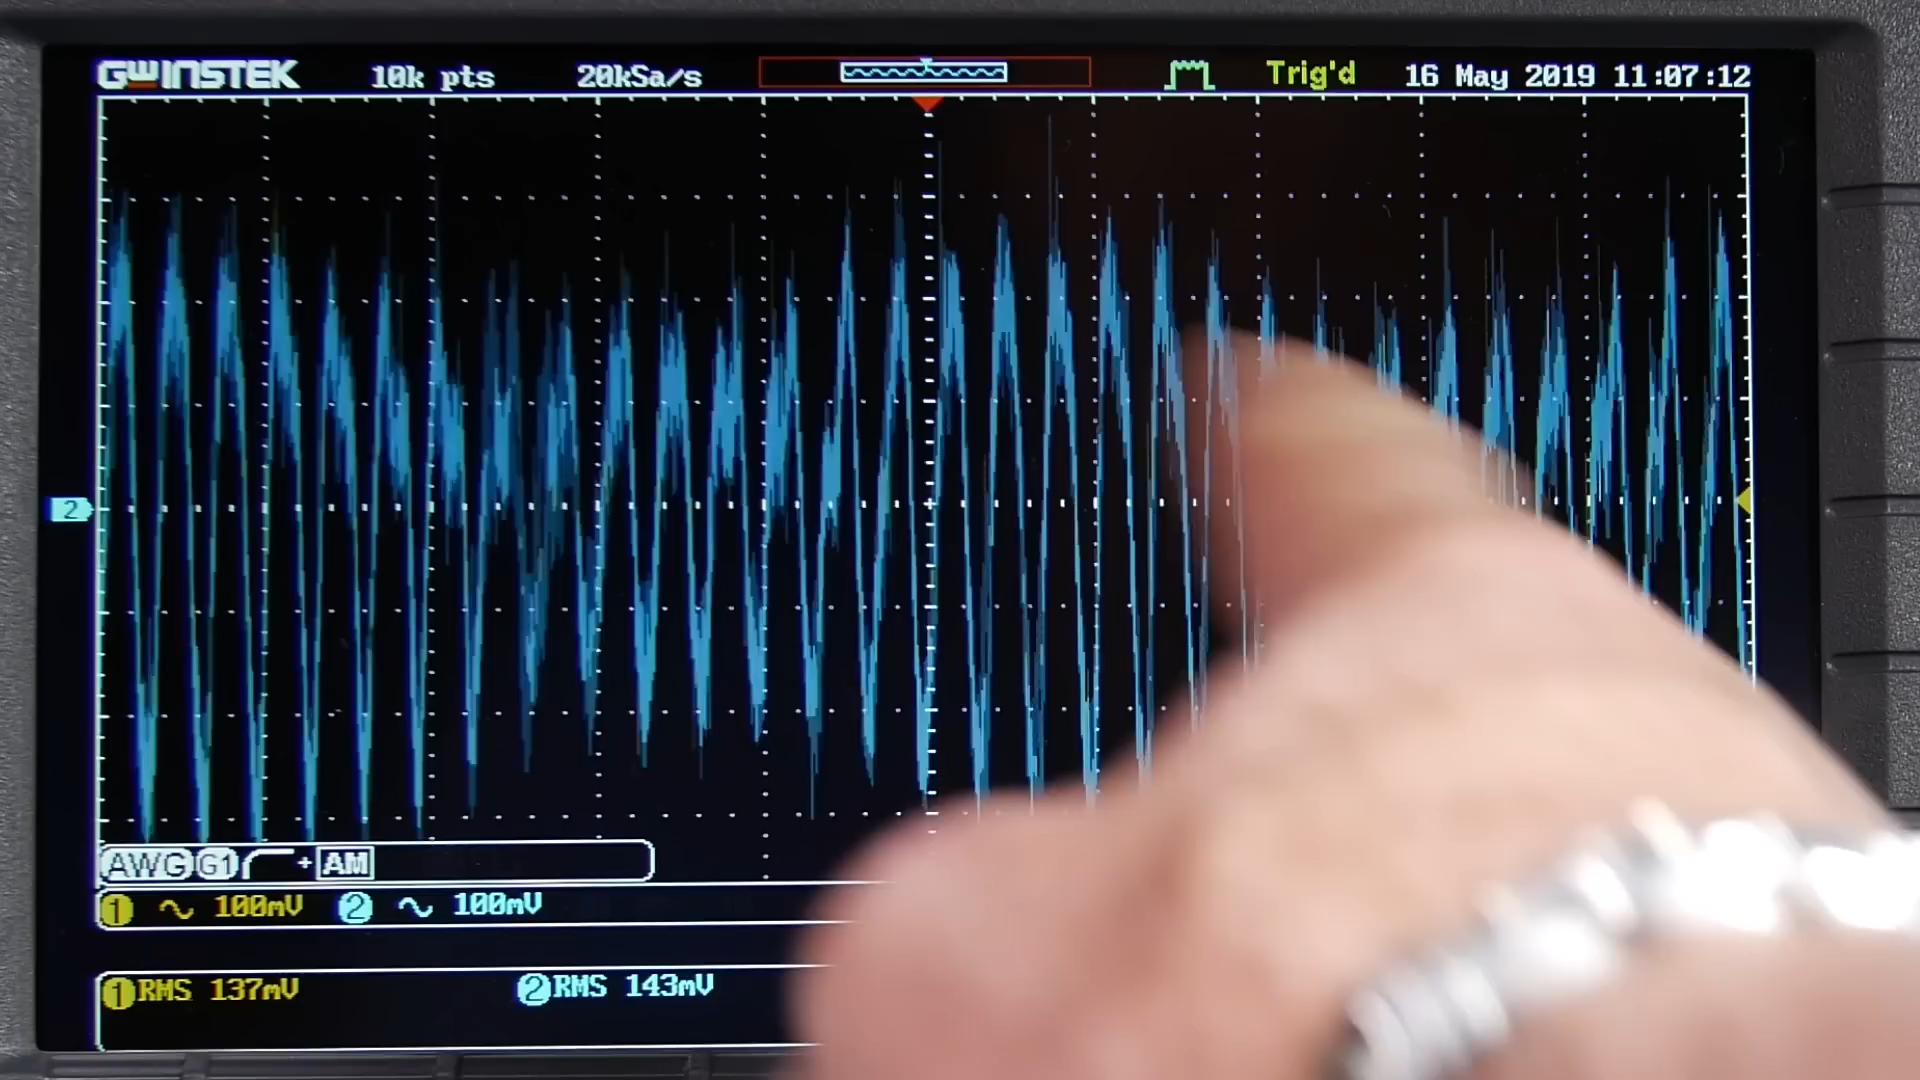 GWINSTEK 10k pts 20kSa/s Trig'd 16 May 2019 11:07:12
2
AWG G1 + AM
1 100mV 2 100mV
1 RMS 137mV 2 RMS 143mV